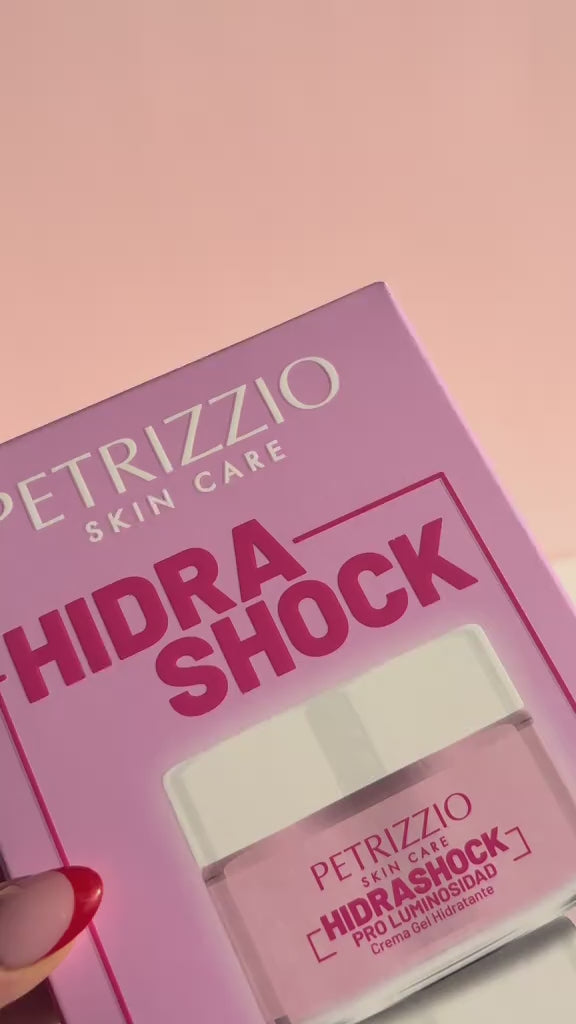 PETRIZZIO
SKIN CARE
HIDRA
SHOCK
PETRIZZIO
SKIN CARE
HIDRASHOCK
PRO LUMINOSIDAD
Crema Gel Hidratante